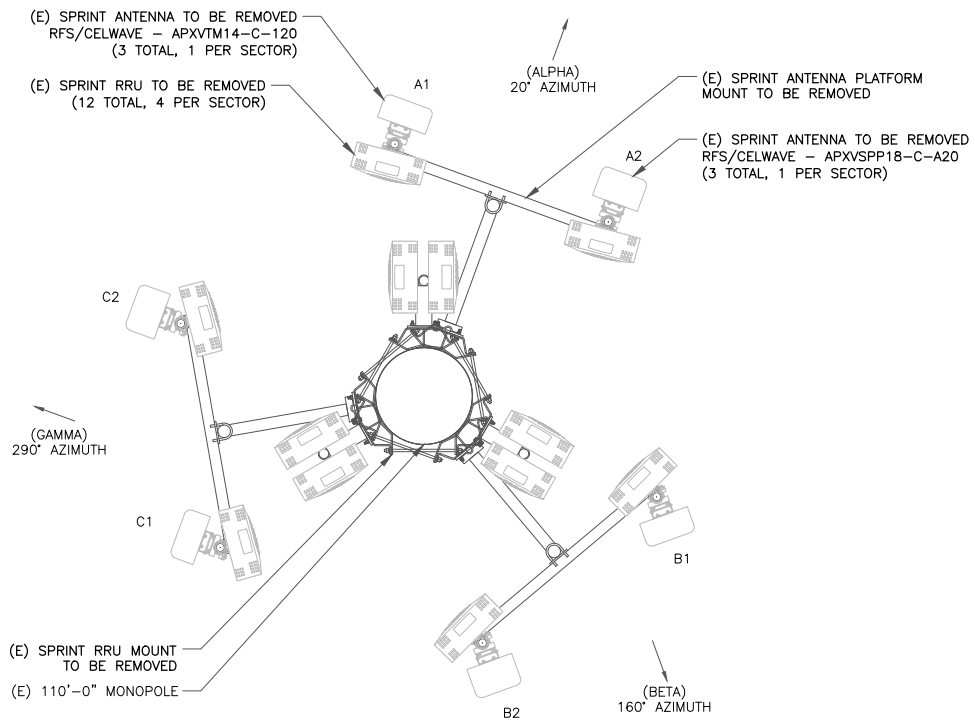 (E) SPRINT ANTENNA TO BE REMOVED
RFS/CELWAVE – APXVTM14-C-120
(3 TOTAL, 1 PER SECTOR)
(E) SPRINT RRU TO BE REMOVED
(12 TOTAL, 4 PER SECTOR)
A1
(ALPHA)
20° AZIMUTH
(E) SPRINT ANTENNA PLATFORM
MOUNT TO BE REMOVED
A2
(E) SPRINT ANTENNA TO BE REMOVED
RFS/CELWAVE – APXVSPP18-C-A20
(3 TOTAL, 1 PER SECTOR)
C2
(GAMMA)
290° AZIMUTH
C1
B1
(E) SPRINT RRU MOUNT
TO BE REMOVED
(E) 110'-0" MONOPOLE
B2
(BETA)
160° AZIMUTH